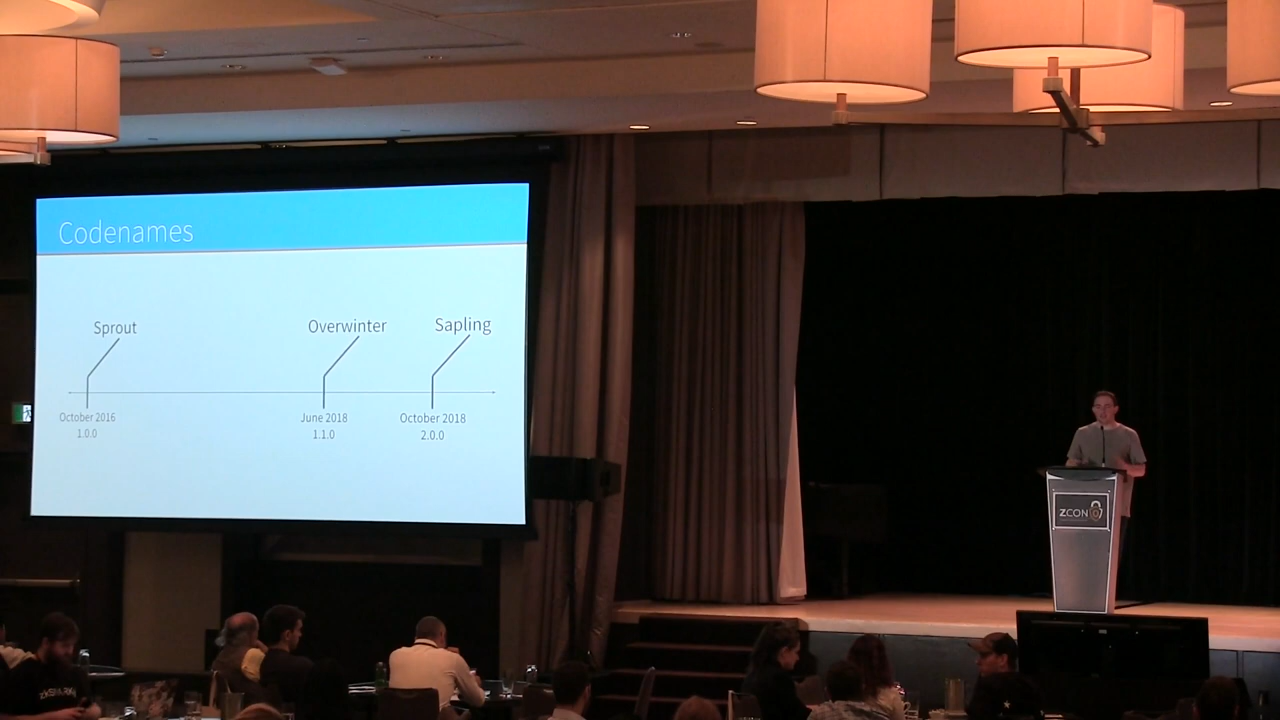 Codenames
Sprout
Overwinter
Sapling
October 2016
1.0.0
June 2018
1.1.0
October 2018
2.0.0
ZCON0